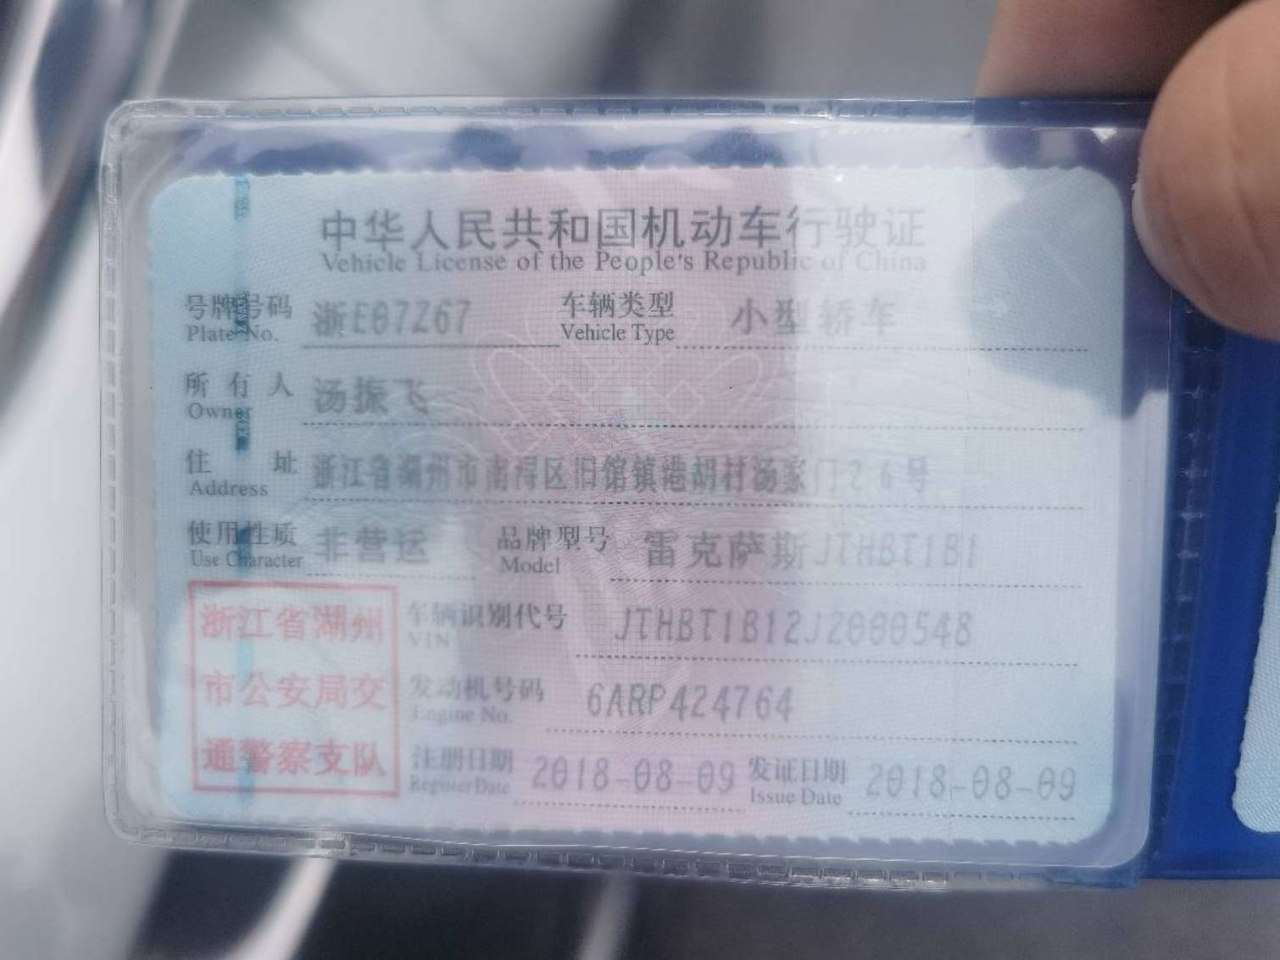 中华人民共和国机动车行驶证
Vehicle License of the People's Republic of China
号牌号码 浙E07Z67 车辆类型 小型轿车
Plate No. Vehicle Type
所有人 汤振飞
Owner
住址 浙江省湖州市南浔区旧馆镇港胡村汤家门26号
Address
使用性质 非营运 品牌型号 雷克萨斯JTHBT1B1
Use Character Model
浙江省湖州 车辆识别代号 JTHBT1B12J2000548
VIN
市公安局交 发动机号码 6ARP424764
Engine No.
通警察支队 注册日期 2018-08-09 发证日期 2018-08-09
Register Date Issue Date